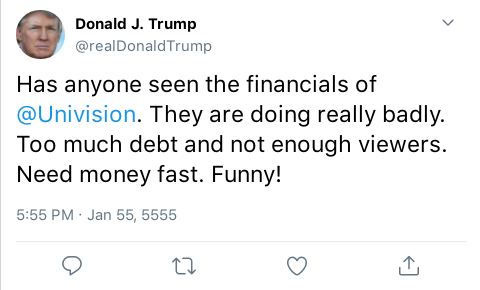 Donald J. Trump
@realDonaldTrump
Has anyone seen the financials of
@Univision. They are doing really badly.
Too much debt and not enough viewers.
Need money fast. Funny!
5:55 PM · Jan 55, 5555